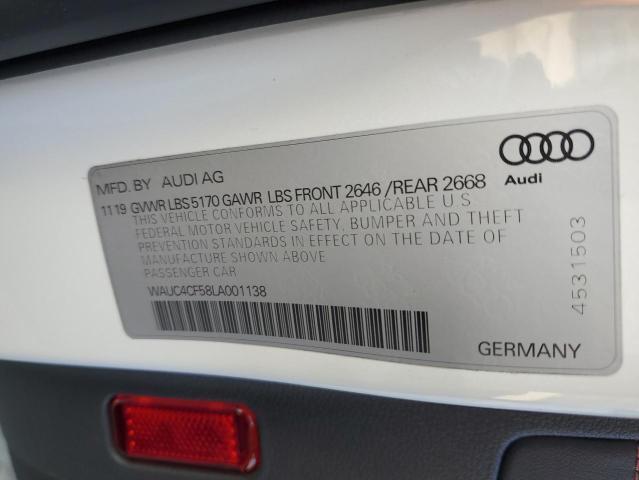 MFD. BY AUDI AG
11 19 GVWR LBS 5170 GAWR LBS FRONT 2646 /REAR 2668
THIS VEHICLE CONFORMS TO ALL APPLICABLE U.S
FEDERAL MOTOR VEHICLE SAFETY, BUMPER AND THEFT
PREVENTION STANDARDS IN EFFECT ON THE DATE OF
MANUFACTURE SHOWN ABOVE
PASSENGER CAR
WAUC4CF58LA001138
Audi
4531503
GERMANY